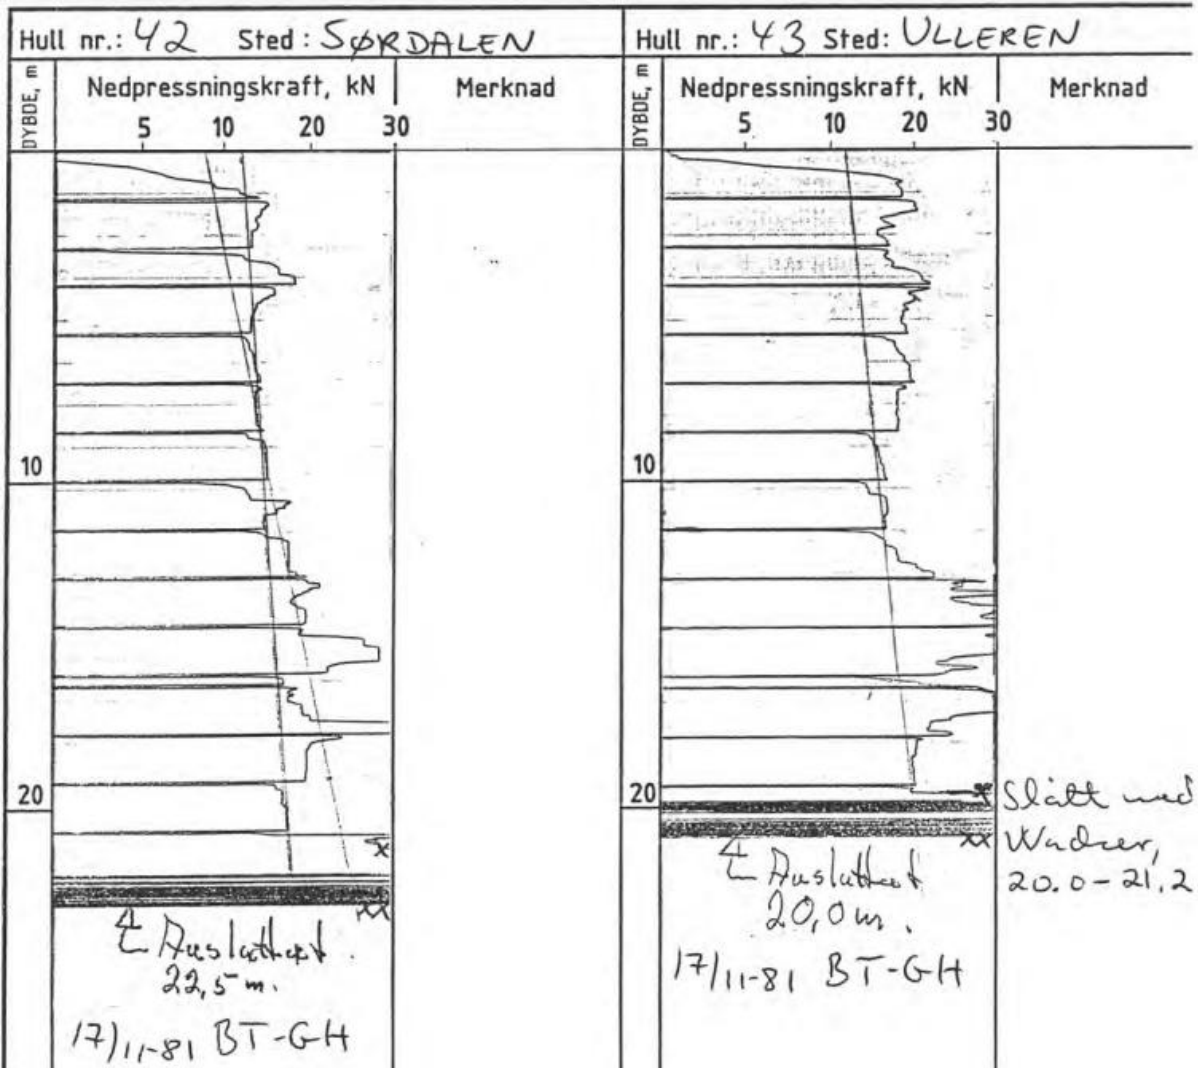 Hull nr.: 42 Sted: SØRDALEN
DYBDE, m
Nedpressningskraft, kN
Merknad
5 10 20 30
10
20
x
xx
Avsluttet
22,5 m.
17/11-81 BT-GH
Hull nr.: 43 Sted: ULLEREN
DYBDE, m
Nedpressningskraft, kN
Merknad
5 10 20 30
10
20
x Slått med
xx
20.0-21.2
Avsluttet
20,0 m.
17/11-81 BT-GH